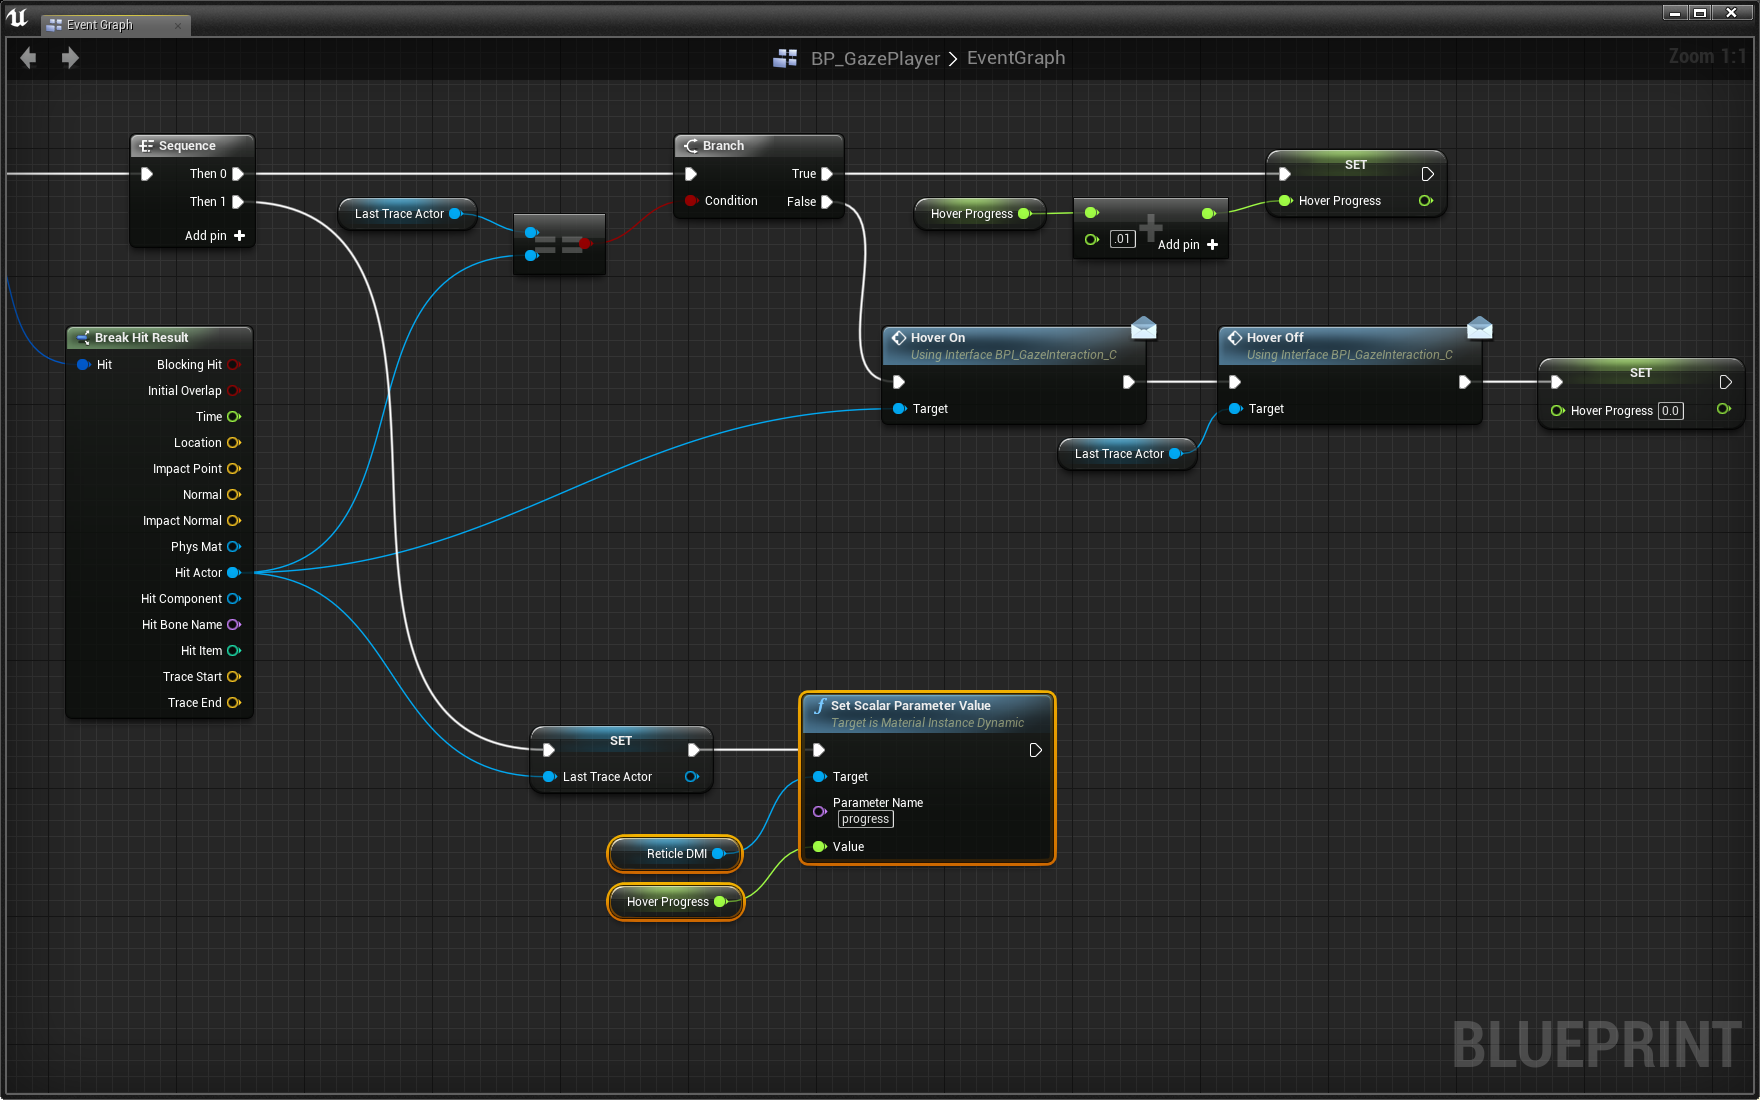 Event Graph
BP_GazePlayer > EventGraph
Zoom 1:1
Sequence
Then 0
Then 1
Add pin
Last Trace Actor
==
Branch
True
Condition
False
Hover Progress
.01
Add pin
SET
Hover Progress
Break Hit Result
Hit
Blocking Hit
Initial Overlap
Time
Location
Impact Point
Normal
Impact Normal
Phys Mat
Hit Actor
Hit Component
Hit Bone Name
Hit Item
Trace Start
Trace End
Hover On
Using Interface BPI_GazeInteraction_C
Target
Hover Off
Using Interface BPI_GazeInteraction_C
Target
Last Trace Actor
SET
Hover Progress 0.0
SET
Last Trace Actor
Set Scalar Parameter Value
Target is Material Instance Dynamic
Target
Parameter Name
progress
Value
Reticle DMI
Hover Progress
BLUEPRINT